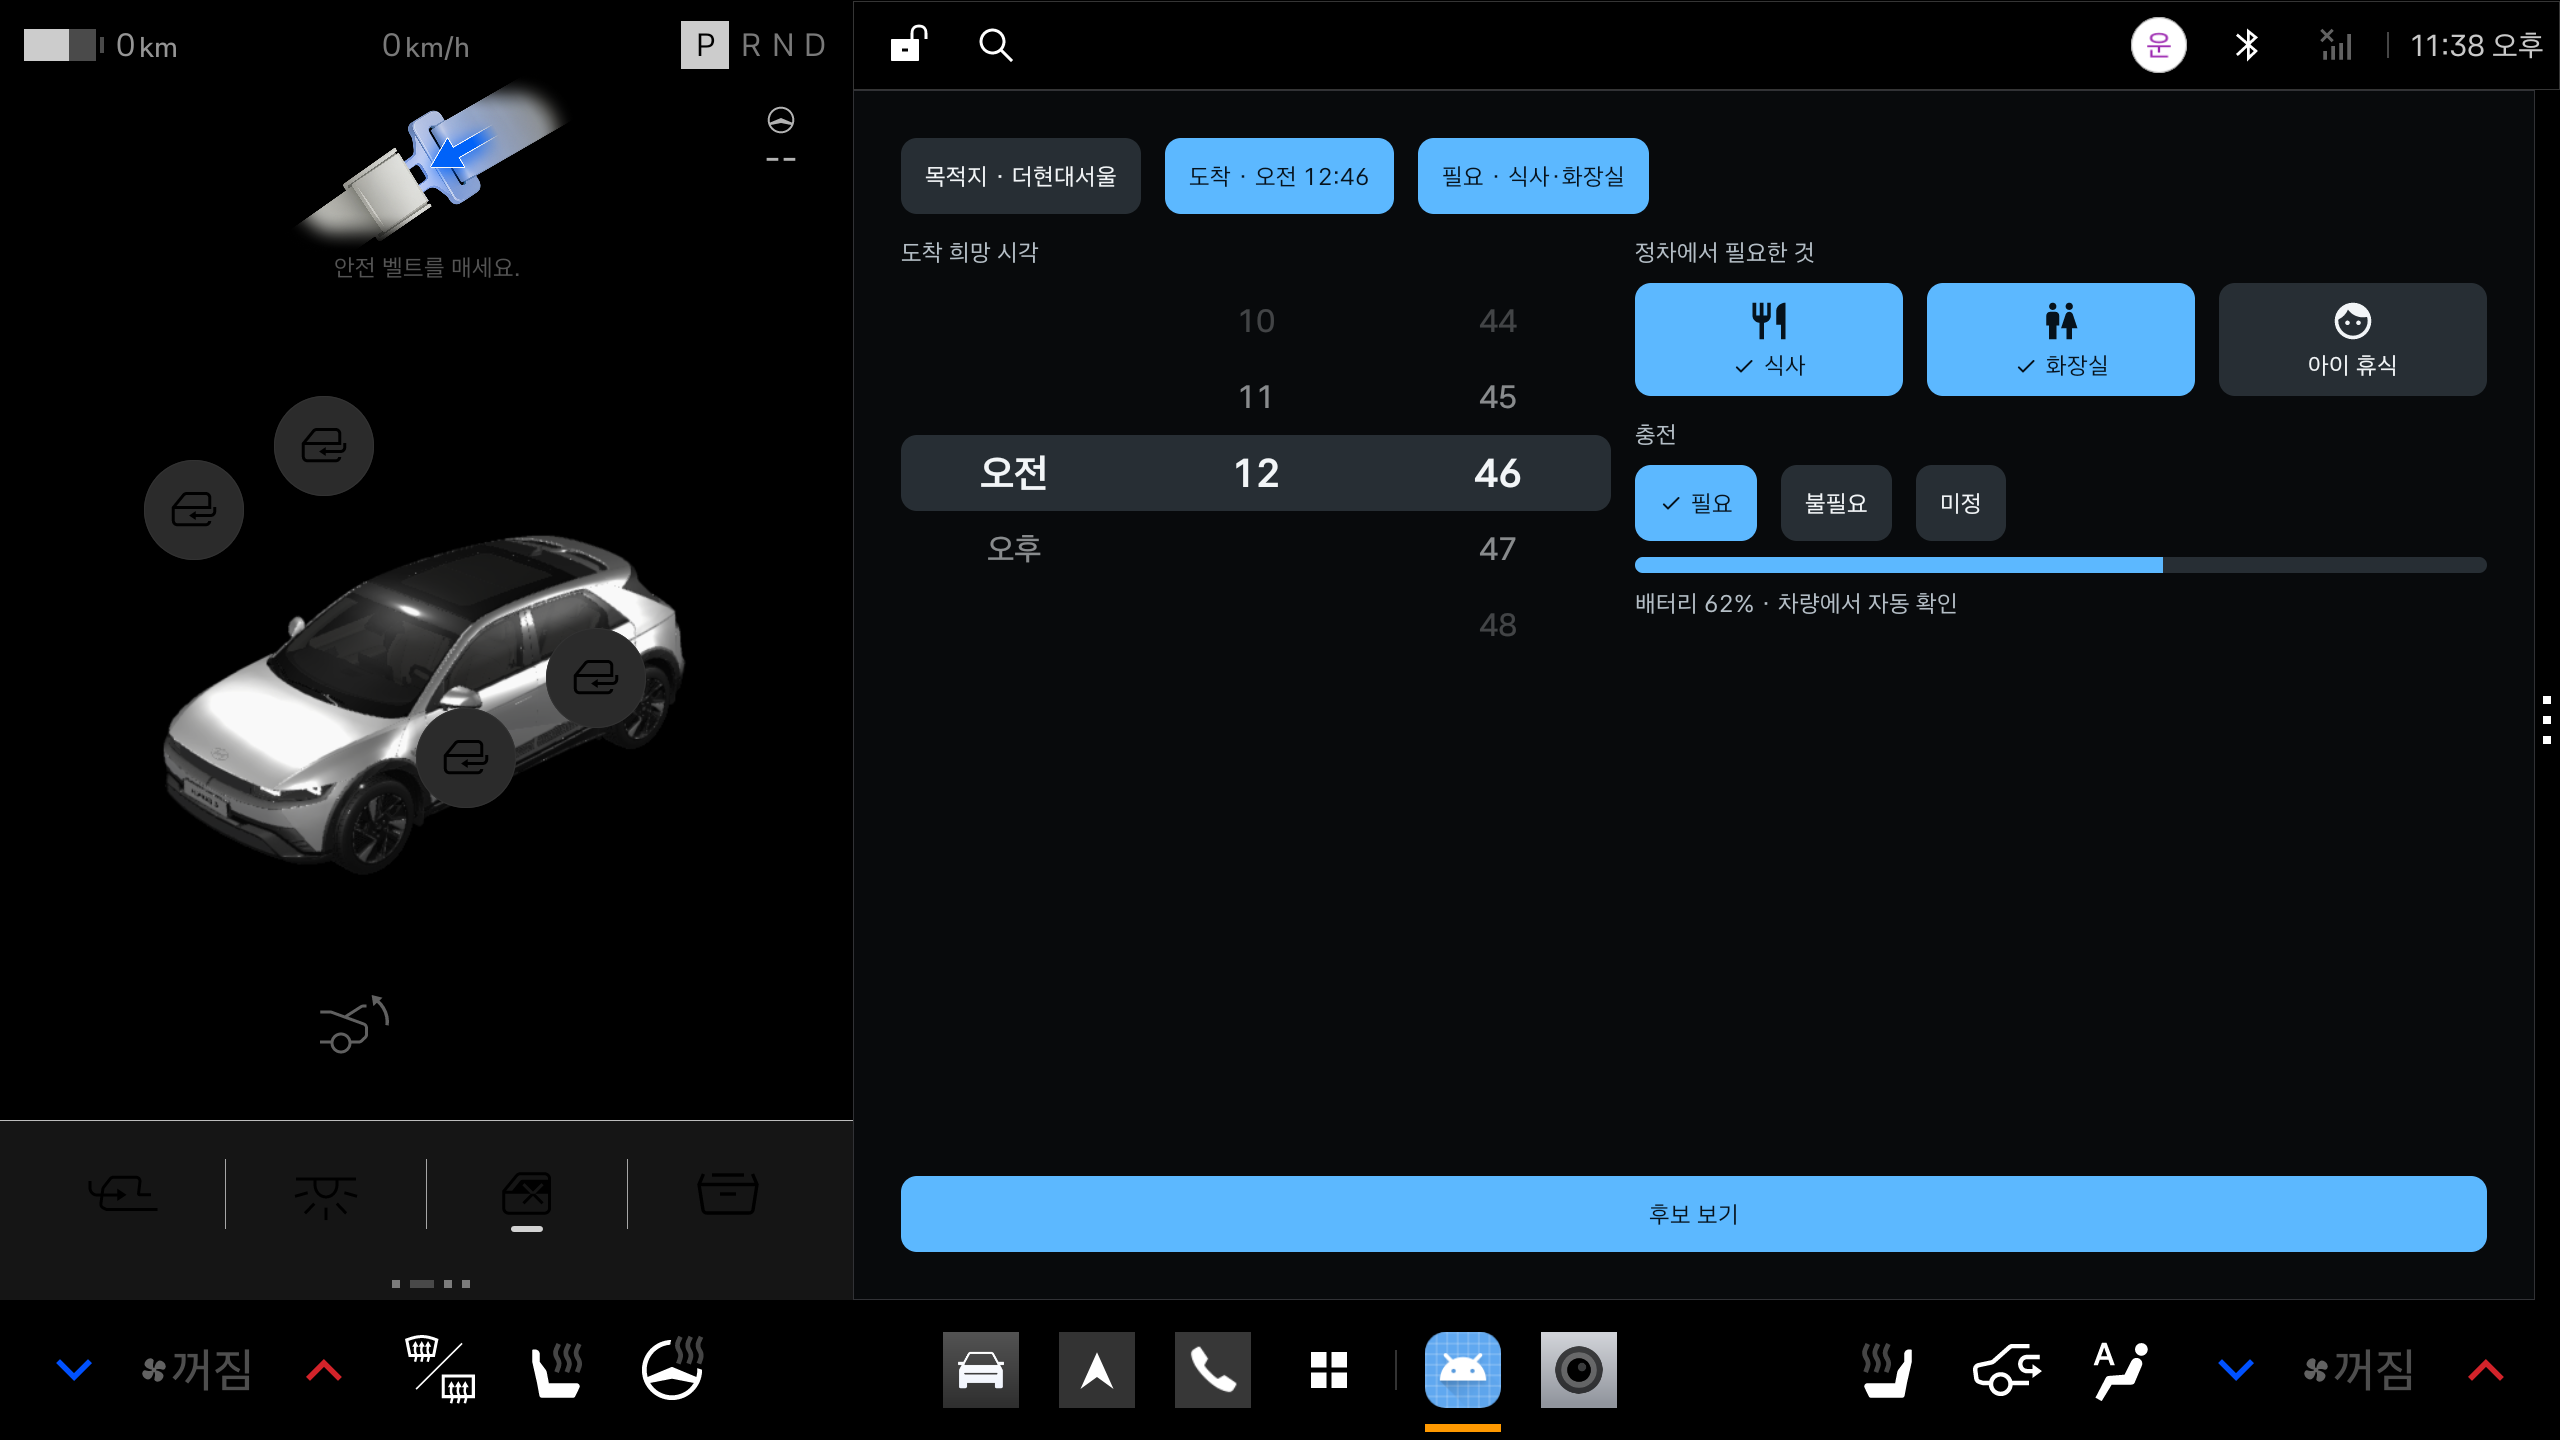 0 km
0 km/h
P R N D
운
11:38 오후
--
안전 벨트를 매세요.
목적지 · 더현대서울
도착 · 오전 12:46
필요 · 식사·화장실
도착 희망 시각
10 44
11 45
오전 12 46
오후 47
48
정차에서 필요한 것
식사
화장실
아이 휴식
충전
필요
불필요
미정
배터리 62% · 차량에서 자동 확인
후보 보기
꺼짐
A
꺼짐